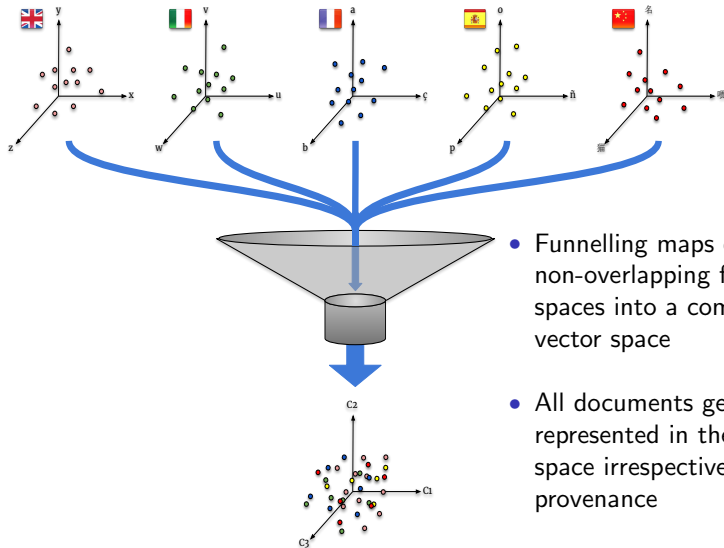 y
v
a
o
名
x
u
ç
ñ
z
w
b
p
猫
• Funnelling maps
non-overlapping
spaces into a com
vector space
C2
• All documents ge
represented in the
space irrespective
provenance
C1
C3